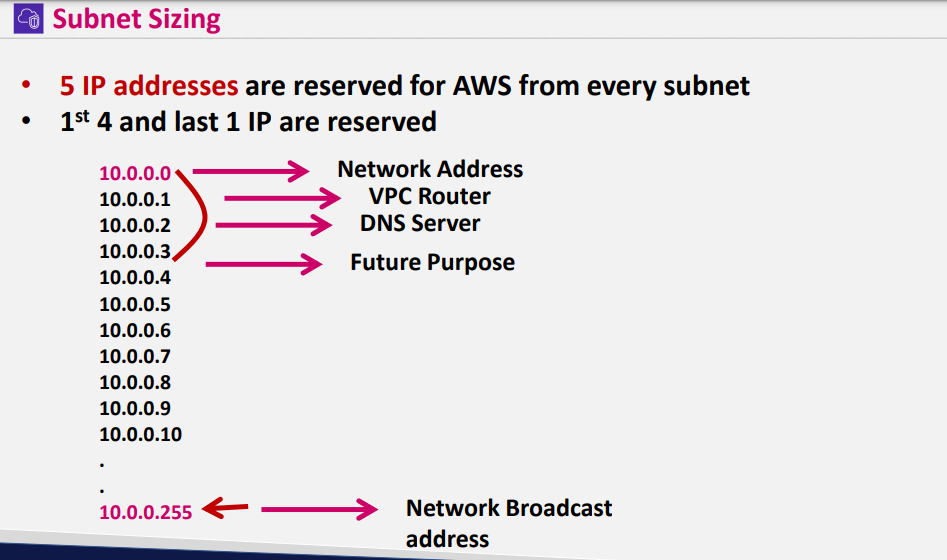 Subnet Sizing
• 5 IP addresses are reserved for AWS from every subnet
• 1st 4 and last 1 IP are reserved
10.0.0.0 Network Address
10.0.0.1 VPC Router
10.0.0.2 DNS Server
10.0.0.3 Future Purpose
10.0.0.4
10.0.0.5
10.0.0.6
10.0.0.7
10.0.0.8
10.0.0.9
10.0.0.10
.
.
10.0.0.255 Network Broadcast
address